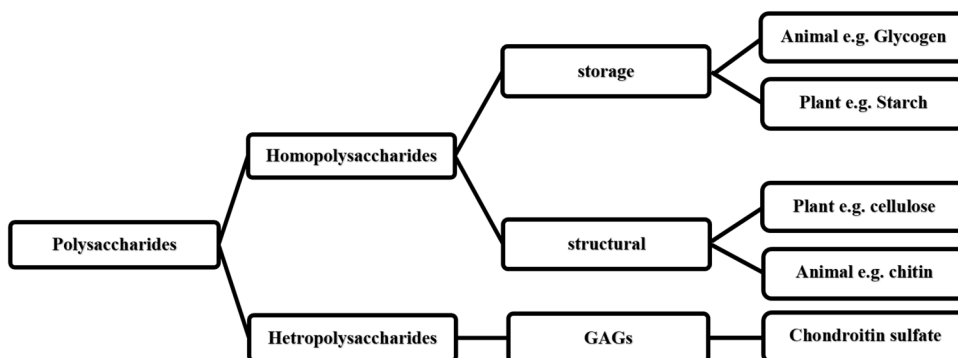 Animal e.g. Glycogen
storage
Plant e.g. Starch
Homopolysaccharides
Plant e.g. cellulose
Polysaccharides
structural
Animal e.g. chitin
Hetropolysaccharides
GAGs
Chondroitin sulfate